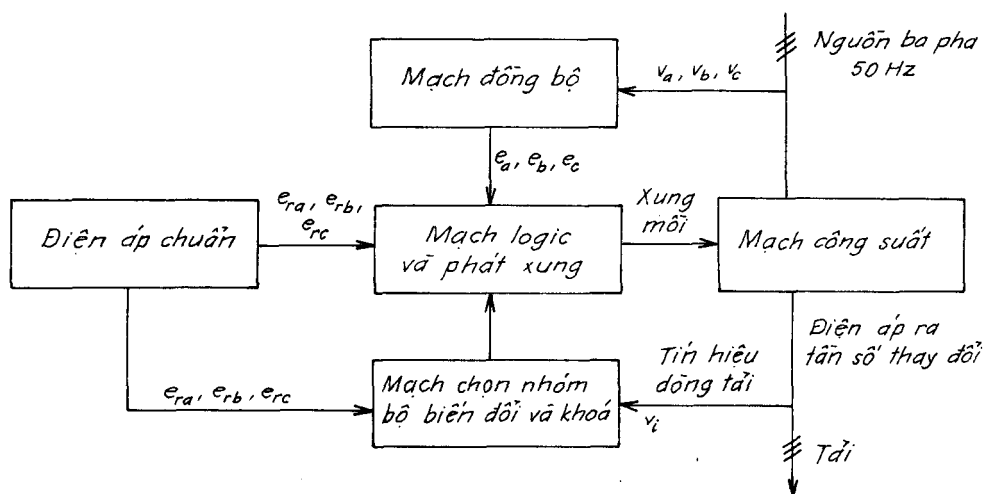 Nguồn ba pha
50 Hz
Mạch đồng bộ
va, vb, vc
ea, eb, ec
era, erb,
erc
Điện áp chuẩn
Mạch logic
và phát xung
Xung
mồi
Mạch công suất
Điện áp ra
tần số thay đổi
Tín hiệu
dòng tải
era, erb, erc
Mạch chọn nhóm
bộ biến đổi và khoá
vi
Tải